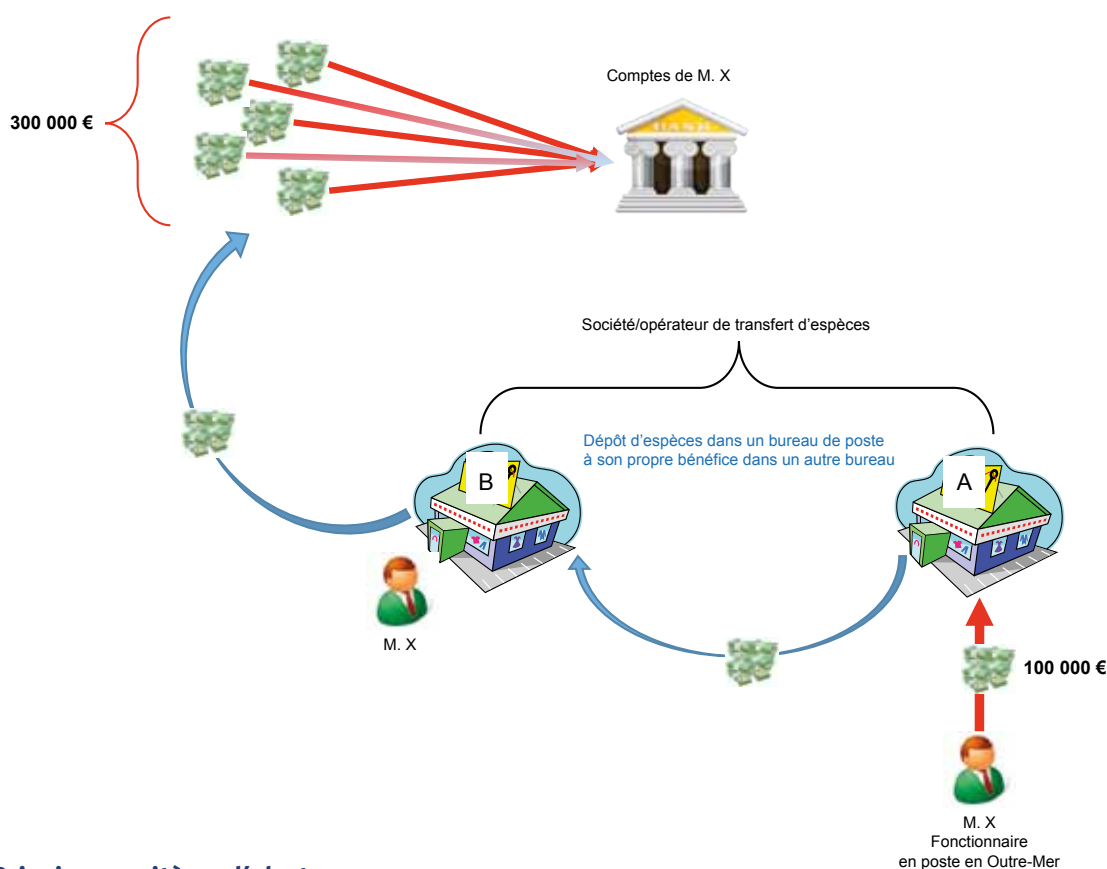 Comptes de M. X
BANK
300 000 €
Société/opérateur de transfert d'espèces
Dépôt d'espèces dans un bureau de poste
à son propre bénéfice dans un autre bureau
B
A
M. X
100 000 €
M. X
Fonctionnaire
en poste en Outre-Mer